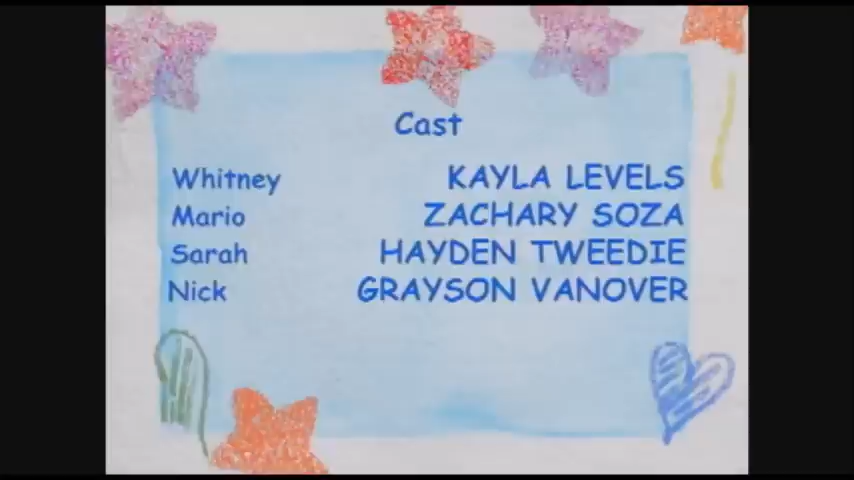 Cast
Whitney KAYLA LEVELS
Mario ZACHARY SOZA
Sarah HAYDEN TWEEDIE
Nick GRAYSON VANOVER